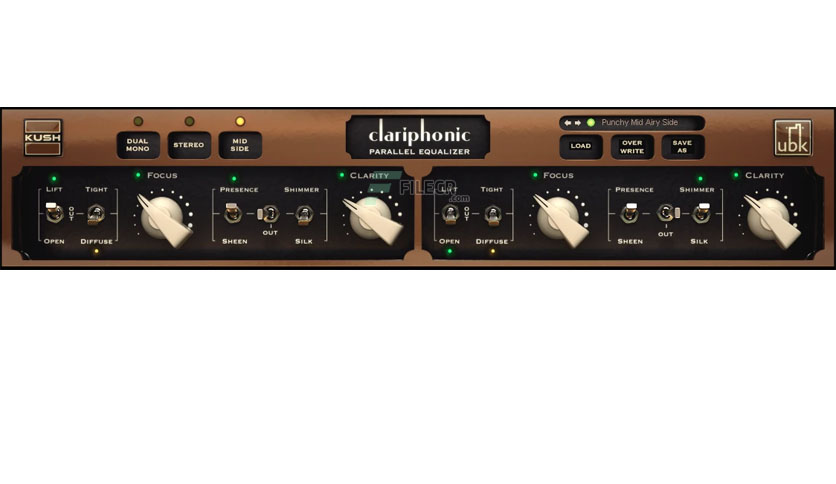 KUSH
DUAL MONO
STEREO
MID SIDE
clariphonic
PARALLEL EQUALIZER
Punchy Mid Airy Side
LOAD
OVER WRITE
SAVE AS
ubk
LIFT
TIGHT
FOCUS
OUT
OPEN
DIFFUSE
PRESENCE
SHIMMER
CLARITY
OUT
SHEEN
SILK
FILECR
.com
LIFT
TIGHT
FOCUS
OUT
OPEN
DIFFUSE
PRESENCE
SHIMMER
CLARITY
OUT
SHEEN
SILK